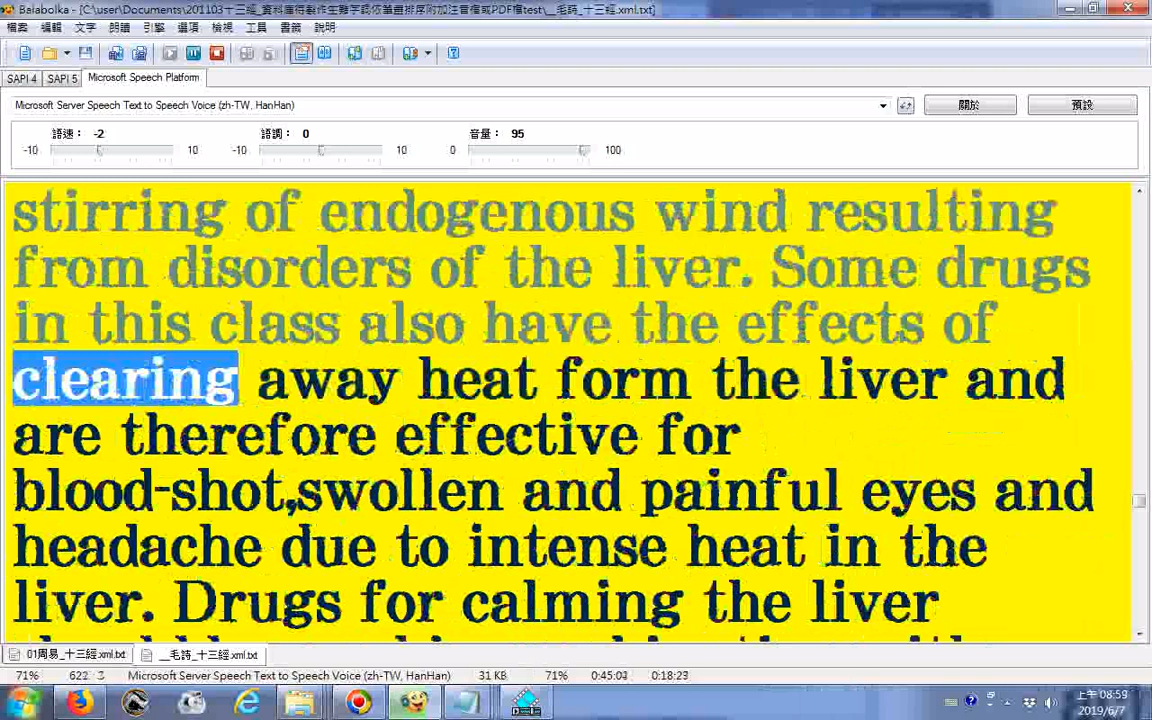 Balabolka - [C:\user\Documents\201103十三經_資料庫得製作生難字詞依筆畫排序附加注音檔或PDF檔test\__毛詩_十三經.xml.txt]
檔案 編輯 文字 朗讀 引擎 選項 檢視 工具 書籤 說明
SAPI 4 SAPI 5 Microsoft Speech Platform
Microsoft Server Speech Text to Speech Voice (zh-TW, HanHan) 關於 預設
語速： -2 語調： 0 音量： 95
-10 10 -10 10 0 100
stirring of endogenous wind resulting
from disorders of the liver. Some drugs
in this class also have the effects of
clearing away heat form the liver and
are therefore effective for
blood-shot,swollen and painful eyes and
headache due to intense heat in the
liver. Drugs for calming the liver
01周易_十三經.xml.txt __毛詩_十三經.xml.txt
71% Microsoft Server Speech Text to Speech Voice (zh-TW, HanHan) 31 KB 71% 0:18:23
上午 08:59
2019/6/7